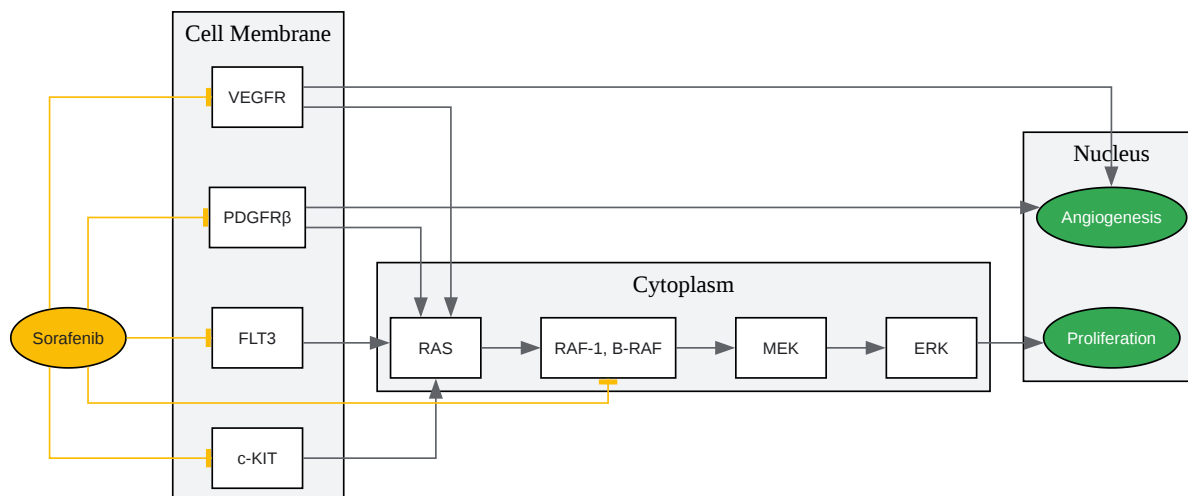 Cell Membrane
VEGFR
Nucleus
PDGFRβ
Angiogenesis
Cytoplasm
Sorafenib
FLT3
RAS
RAF-1, B-RAF
MEK
ERK
Proliferation
c-KIT